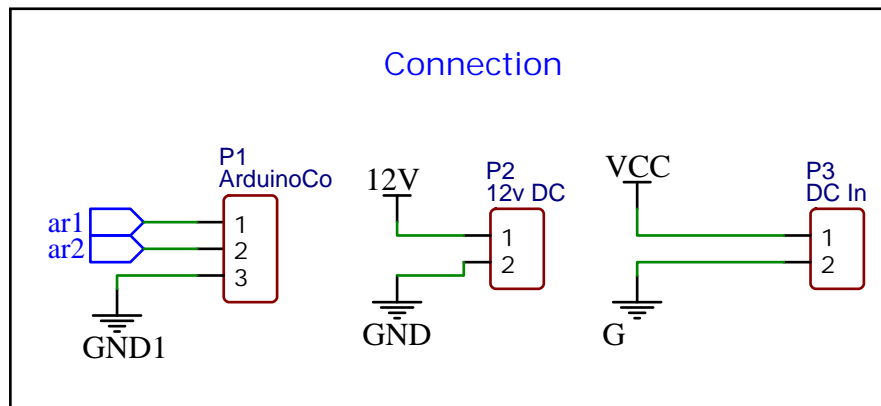 Connection
P1
ArduinoCo
ar1
ar2
1
2
3
GND1
12V
P2
12v DC
1
2
GND
VCC
P3
DC In
1
2
G